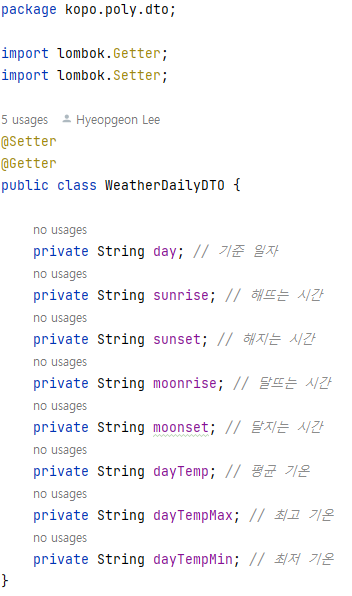 package kopo.poly.dto;
import lombok.Getter;
import lombok.Setter;
5 usages Hyeopgeon Lee
@Setter
@Getter
public class WeatherDailyDTO {
no usages
private String day; // 기준 일자
no usages
private String sunrise; // 해뜨는 시간
no usages
private String sunset; // 해지는 시간
no usages
private String moonrise; // 달뜨는 시간
no usages
private String moonset; // 달지는 시간
no usages
private String dayTemp; // 평균 기온
no usages
private String dayTempMax; // 최고 기온
no usages
private String dayTempMin; // 최저 기온
}